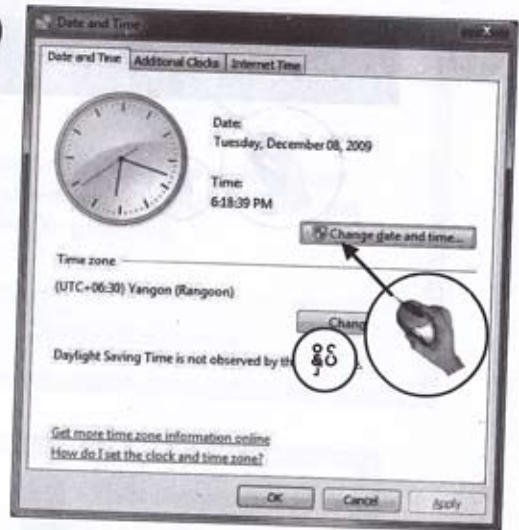 Date and Time
Date and Time Additional Clocks Internet Time
Date:
Tuesday, December 08, 2009
Time:
6:18:39 PM
Change date and time...
Time zone
(UTC+06:30) Yangon (Rangoon)
Daylight Saving Time is not observed by
နှိပ်
Get more time zone information online
How do I set the clock and time zone?
OK Cancel Apply